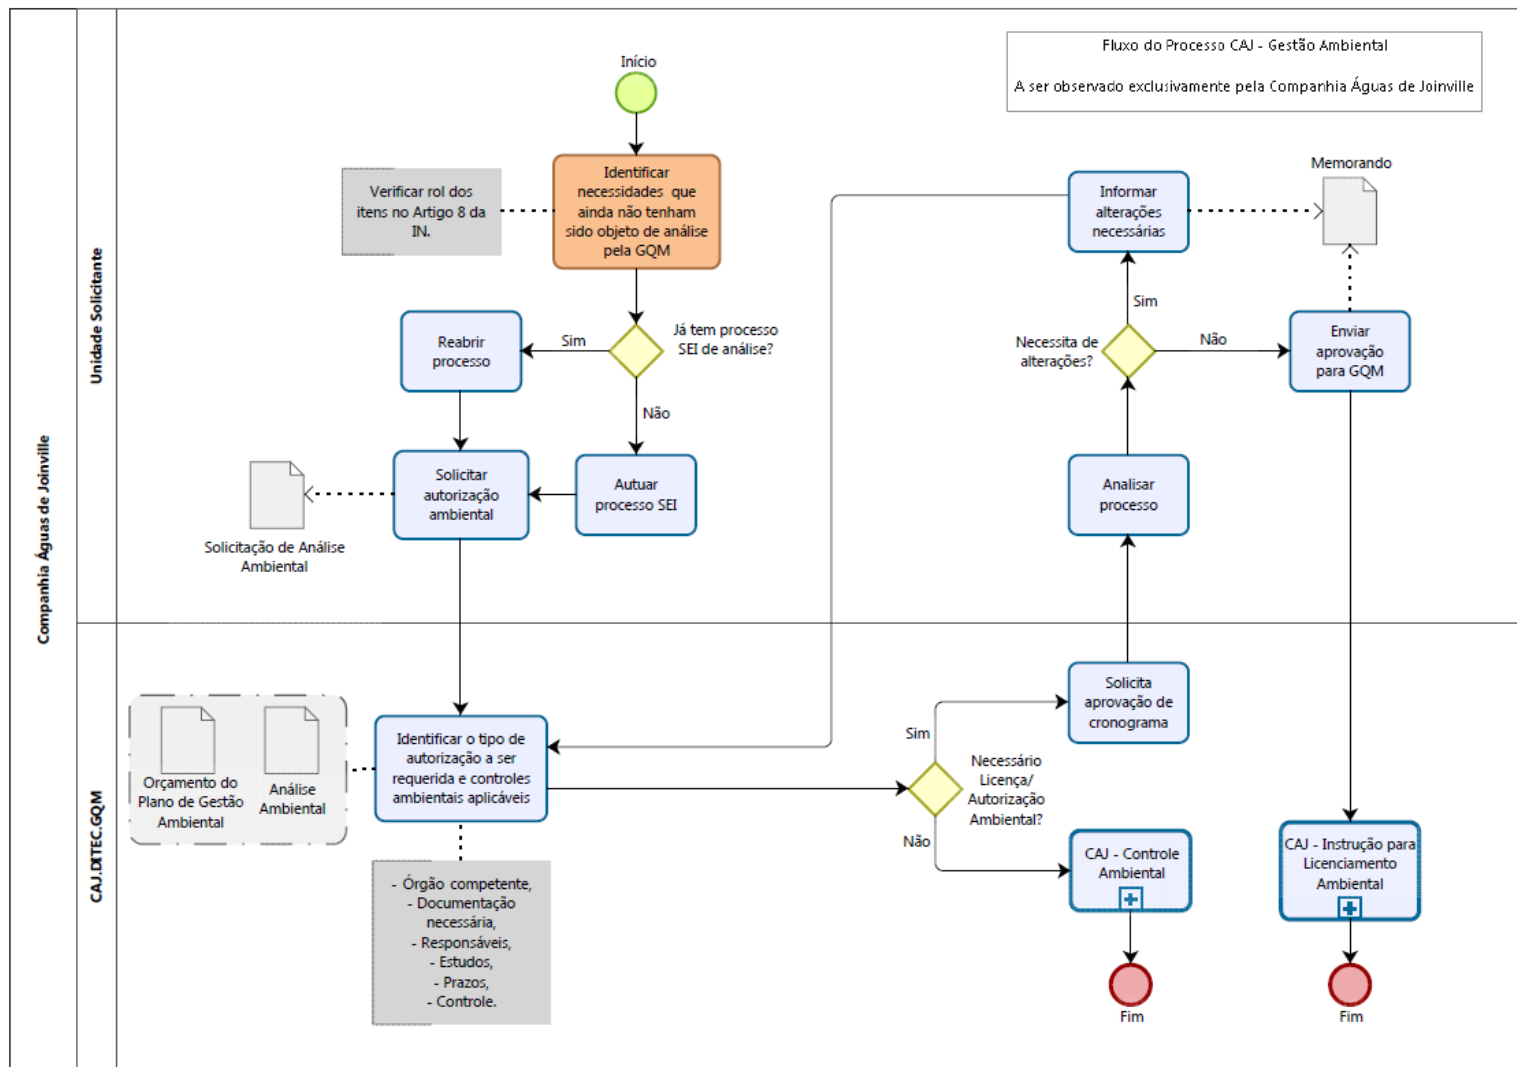 Fluxo do Processo CAJ - Gestão Ambiental
A ser observado exclusivamente pela Companhia Águas de Joinville
Companhia Águas de Joinville
Unidade Solicitante
Início
Identificar
necessidades que
ainda não tenham
sido objeto de análise
pela GQM
Verificar rol dos
itens no Artigo 8 da
IN.
Já tem processo
SEI de análise?
Sim
Não
Reabrir
processo
Autuar
processo SEI
Solicitar
autorização
ambiental
Solicitação de Análise
Ambiental
Informar
alterações
necessárias
Memorando
Sim
Necessita de
alterações?
Não
Enviar
aprovação
para GQM
Analisar
processo
CAJ.DITEC.GQM
Orçamento do
Plano de Gestão
Ambiental
Análise
Ambiental
Identificar o tipo de
autorização a ser
requerida e controles
ambientais aplicáveis
- Órgão competente,
- Documentação
necessária,
- Responsáveis,
- Estudos,
- Prazos,
- Controle.
Solicita
aprovação de
cronograma
Sim
Necessário
Licença/
Autorização
Ambiental?
Não
CAJ - Controle
Ambiental
Fim
CAJ - Instrução para
Licenciamento
Ambiental
Fim